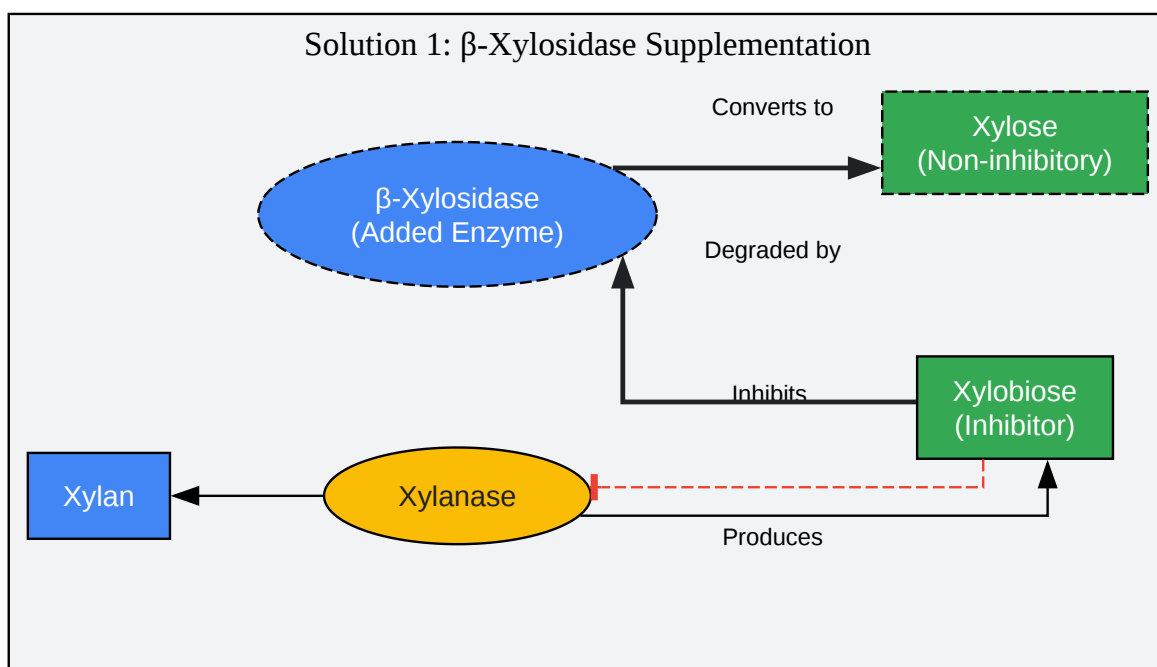 Solution 1: β-Xylosidase Supplementation
Converts to
Xylose
(Non-inhibitory)
β-Xylosidase
(Added Enzyme)
Degraded by
Inhibits
Xylobiose
(Inhibitor)
Xylan
Xylanase
Produces